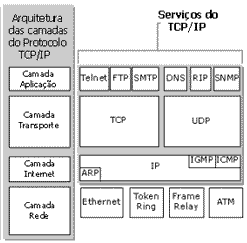 Arquitetura
das camadas
do Protocolo
TCP/IP
Serviços do
TCP/IP
Camada
Aplicação
Telnet
FTP
SMTP
DNS
RIP
SNMP
Camada
Transporte
TCP
UDP
Camada
Internet
ARP
IP
IGMP
ICMP
Camada
Rede
Ethernet
Token
Ring
Frame
Relay
ATM